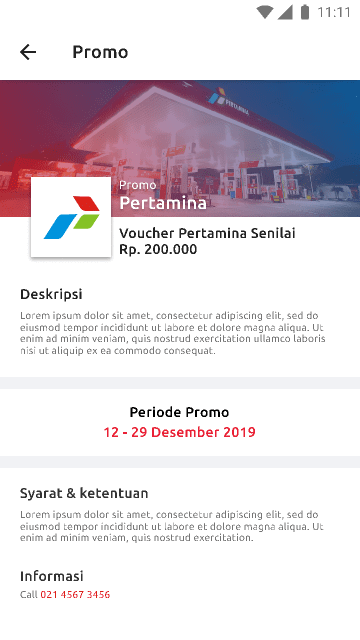 11:11
Promo
PERTAMINA
Promo
Pertamina
Voucher Pertamina Senilai
Rp. 200.000
Deskripsi
Lorem ipsum dolor sit amet, consectetur adipiscing elit, sed do
eiusmod tempor incididunt ut labore et dolore magna aliqua. Ut
enim ad minim veniam, quis nostrud exercitation ullamco laboris
nisi ut aliquip ex ea commodo consequat.
Periode Promo
12 - 29 Desember 2019
Syarat & ketentuan
Lorem ipsum dolor sit amet, consectetur adipiscing elit, sed do
eiusmod tempor incididunt ut labore et dolore magna aliqua. Ut
enim ad minim veniam, quis nostrud exercitation.
Informasi
Call 021 4567 3456